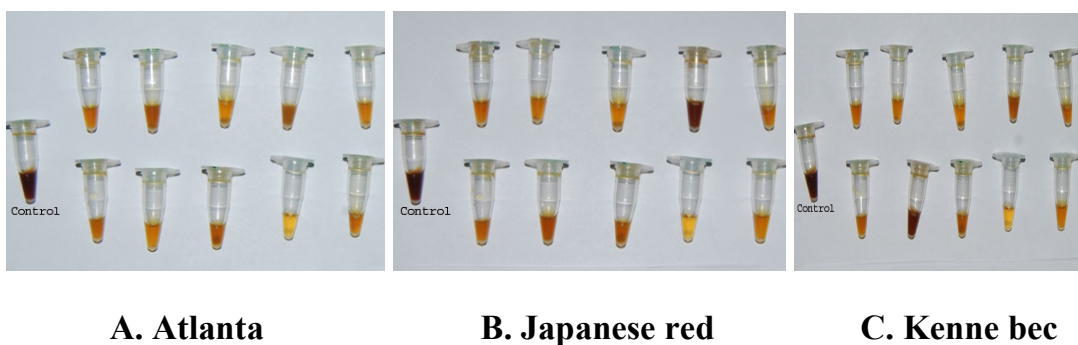 Control
Control
Control
A. Atlanta
B. Japanese red
C. Kenne bec